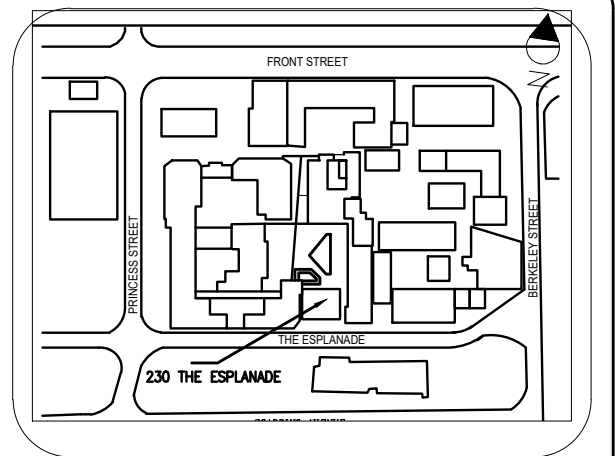 FRONT STREET
N
PRINCESS STREET
BERKELEY STREET
THE ESPLANADE
230 THE ESPLANADE